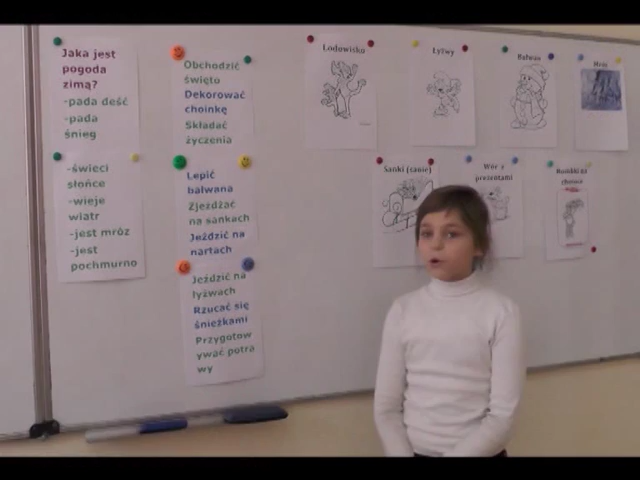 Jaka jest
pogoda
zimą?
-pada deść
-pada
śnieg
-świeci
słońce
-wieje
wiatr
-jest mróz
-jest
pochmurno
Obchodzić
święto
Dekorować
choinkę
Składać
życzenia
Lepić
bałwana
Zjeżdżać
na sankach
Jeździć na
nartach
Jeździć na
łyżwach
Rzucać się
śnieżkami
Przygotow
ywać potra
wy
Lodowisko
Łyżwy
Bałwan
Mróz
Sanki (sanie)
Wór z
prezentami